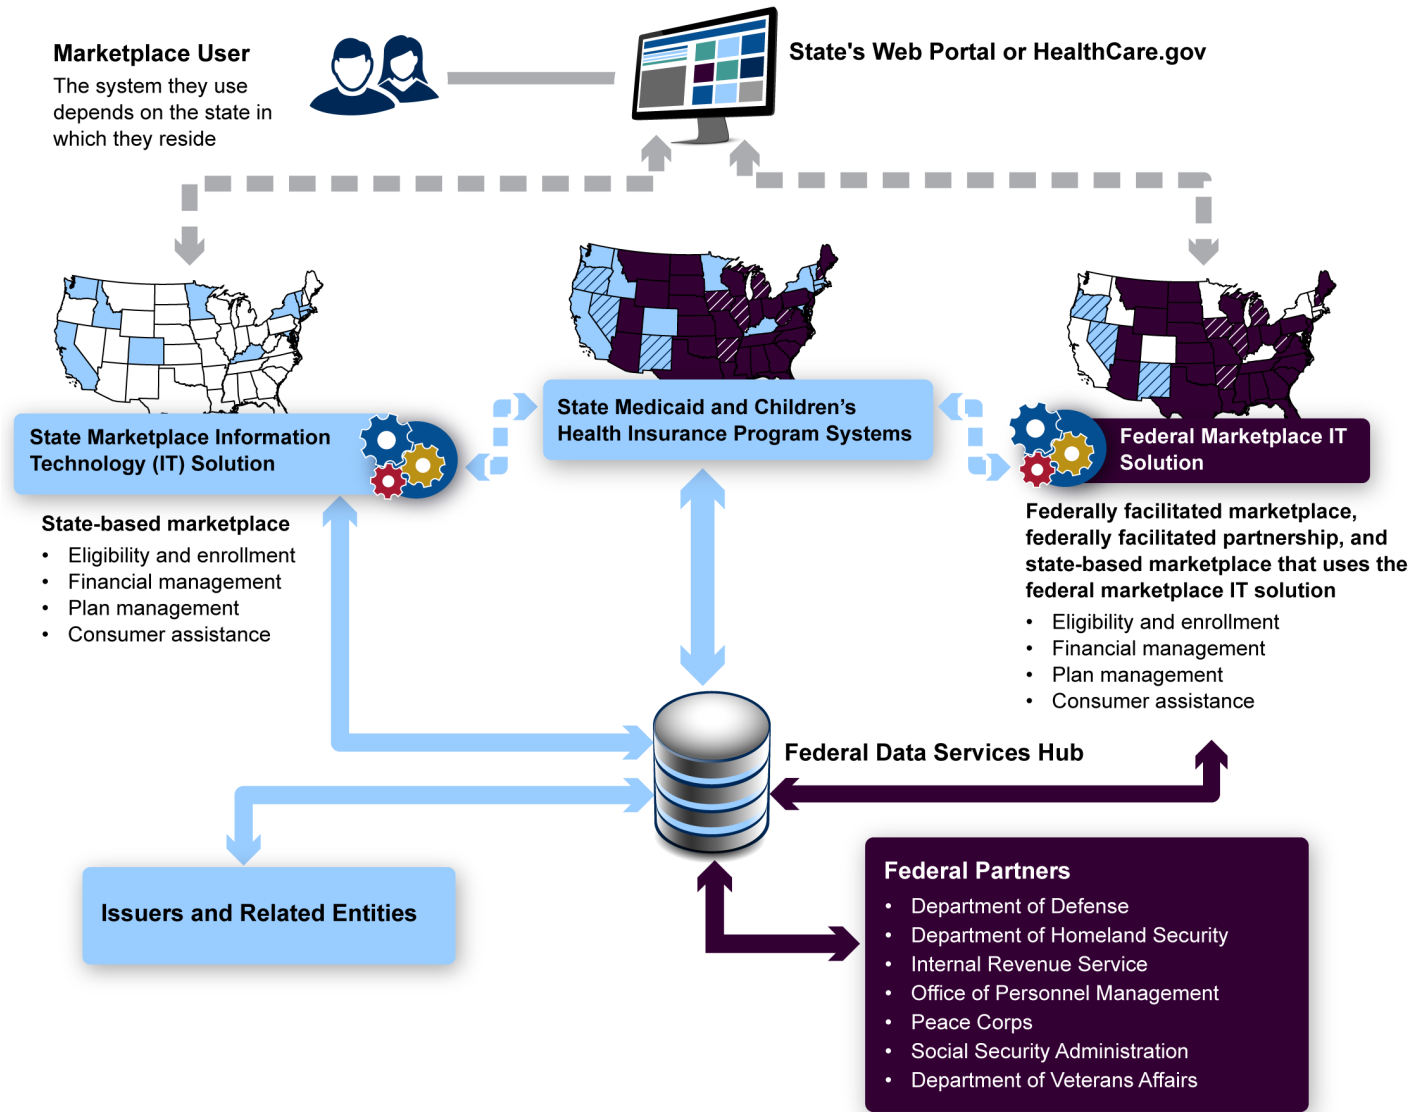 Marketplace User
The system they use
depends on the state in
which they reside
State's Web Portal or HealthCare.gov
State Marketplace Information
Technology (IT) Solution
State Medicaid and Children’s
Health Insurance Program Systems
Federal Marketplace IT
Solution
State-based marketplace
• Eligibility and enrollment
• Financial management
• Plan management
• Consumer assistance
Federally facilitated marketplace,
federally facilitated partnership, and
state-based marketplace that uses the
federal marketplace IT solution
• Eligibility and enrollment
• Financial management
• Plan management
• Consumer assistance
Federal Data Services Hub
Issuers and Related Entities
Federal Partners
• Department of Defense
• Department of Homeland Security
• Internal Revenue Service
• Office of Personnel Management
• Peace Corps
• Social Security Administration
• Department of Veterans Affairs